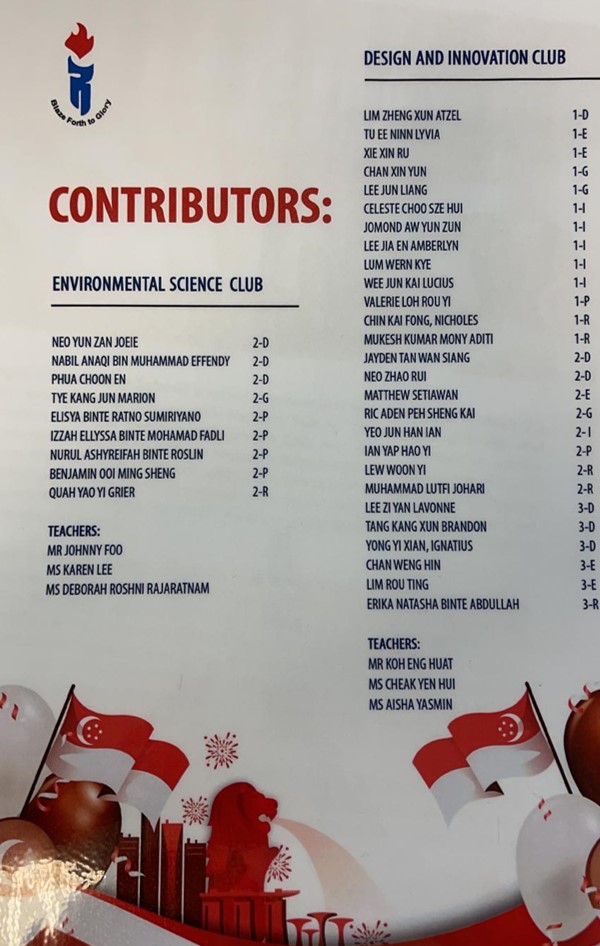 Blaze Forth to Glory
CONTRIBUTORS:
ENVIRONMENTAL SCIENCE CLUB
NEO YUN ZAN JOEIE 2-D
NABIL ANAQI BIN MUHAMMAD EFFENDY 2-D
PHUA CHOON EN 2-D
TYE KANG JUN MARION 2-G
ELISYA BINTE RATNO SUMIRIYANO 2-P
IZZAH ELLYSSA BINTE MOHAMAD FADLI 2-P
NURUL ASHYREIFAH BINTE ROSLIN 2-P
BENJAMIN OOI MING SHENG 2-P
QUAH YAO YI GRIER 2-R
TEACHERS:
MR JOHNNY FOO
MS KAREN LEE
MS DEBORAH ROSHNI RAJARATNAM
DESIGN AND INNOVATION CLUB
LIM ZHENG XUN ATZEL 1-D
TU EE NINN LYVIA 1-E
XIE XIN RU 1-E
CHAN XIN YUN 1-G
LEE JUN LIANG 1-G
CELESTE CHOO SZE HUI 1-I
JOMOND AW YUN ZUN 1-I
LEE JIA EN AMBERLYN 1-I
LUM WERN KYE 1-I
WEE JUN KAI LUCIUS 1-I
VALERIE LOH ROU YI 1-P
CHIN KAI FONG, NICHOLES 1-R
MUKESH KUMAR MONY ADITI 1-R
JAYDEN TAN WAN SIANG 2-D
NEO ZHAO RUI 2-D
MATTHEW SETIAWAN 2-E
RIC ADEN PEH SHENG KAI 2-G
YEO JUN HAN IAN 2- I
IAN YAP HAO YI 2-P
LEW WOON YI 2-R
MUHAMMAD LUTFI JOHARI 2-R
LEE ZI YAN LAVONNE 3-D
TANG KANG XUN BRANDON 3-D
YONG YI XIAN, IGNATIUS 3-D
CHAN WENG HIN 3-E
LIM ROU TING 3-E
ERIKA NATASHA BINTE ABDULLAH 3-R
TEACHERS:
MR KOH ENG HUAT
MS CHEAK YEN HUI
MS AISHA YASMIN